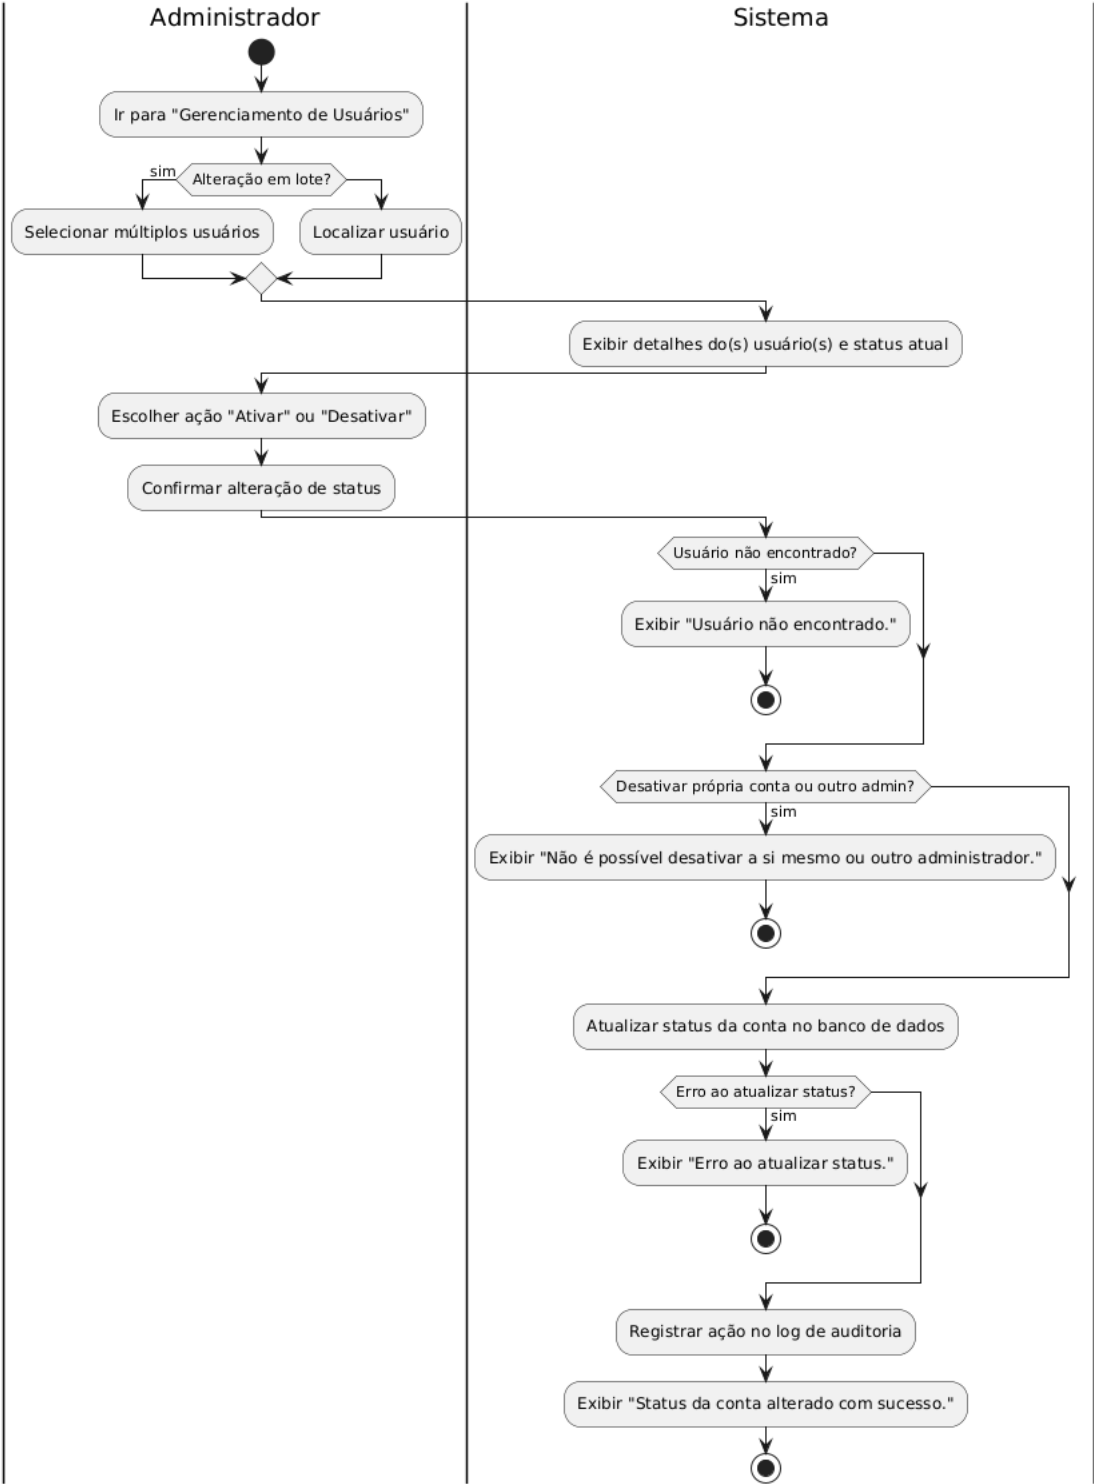 Administrador
Sistema
Ir para "Gerenciamento de Usuários"
sim
Alteração em lote?
Selecionar múltiplos usuários
Localizar usuário
Exibir detalhes do(s) usuário(s) e status atual
Escolher ação "Ativar" ou "Desativar"
Confirmar alteração de status
Usuário não encontrado?
sim
Exibir "Usuário não encontrado."
Desativar própria conta ou outro admin?
sim
Exibir "Não é possível desativar a si mesmo ou outro administrador."
Atualizar status da conta no banco de dados
Erro ao atualizar status?
sim
Exibir "Erro ao atualizar status."
Registrar ação no log de auditoria
Exibir "Status da conta alterado com sucesso."